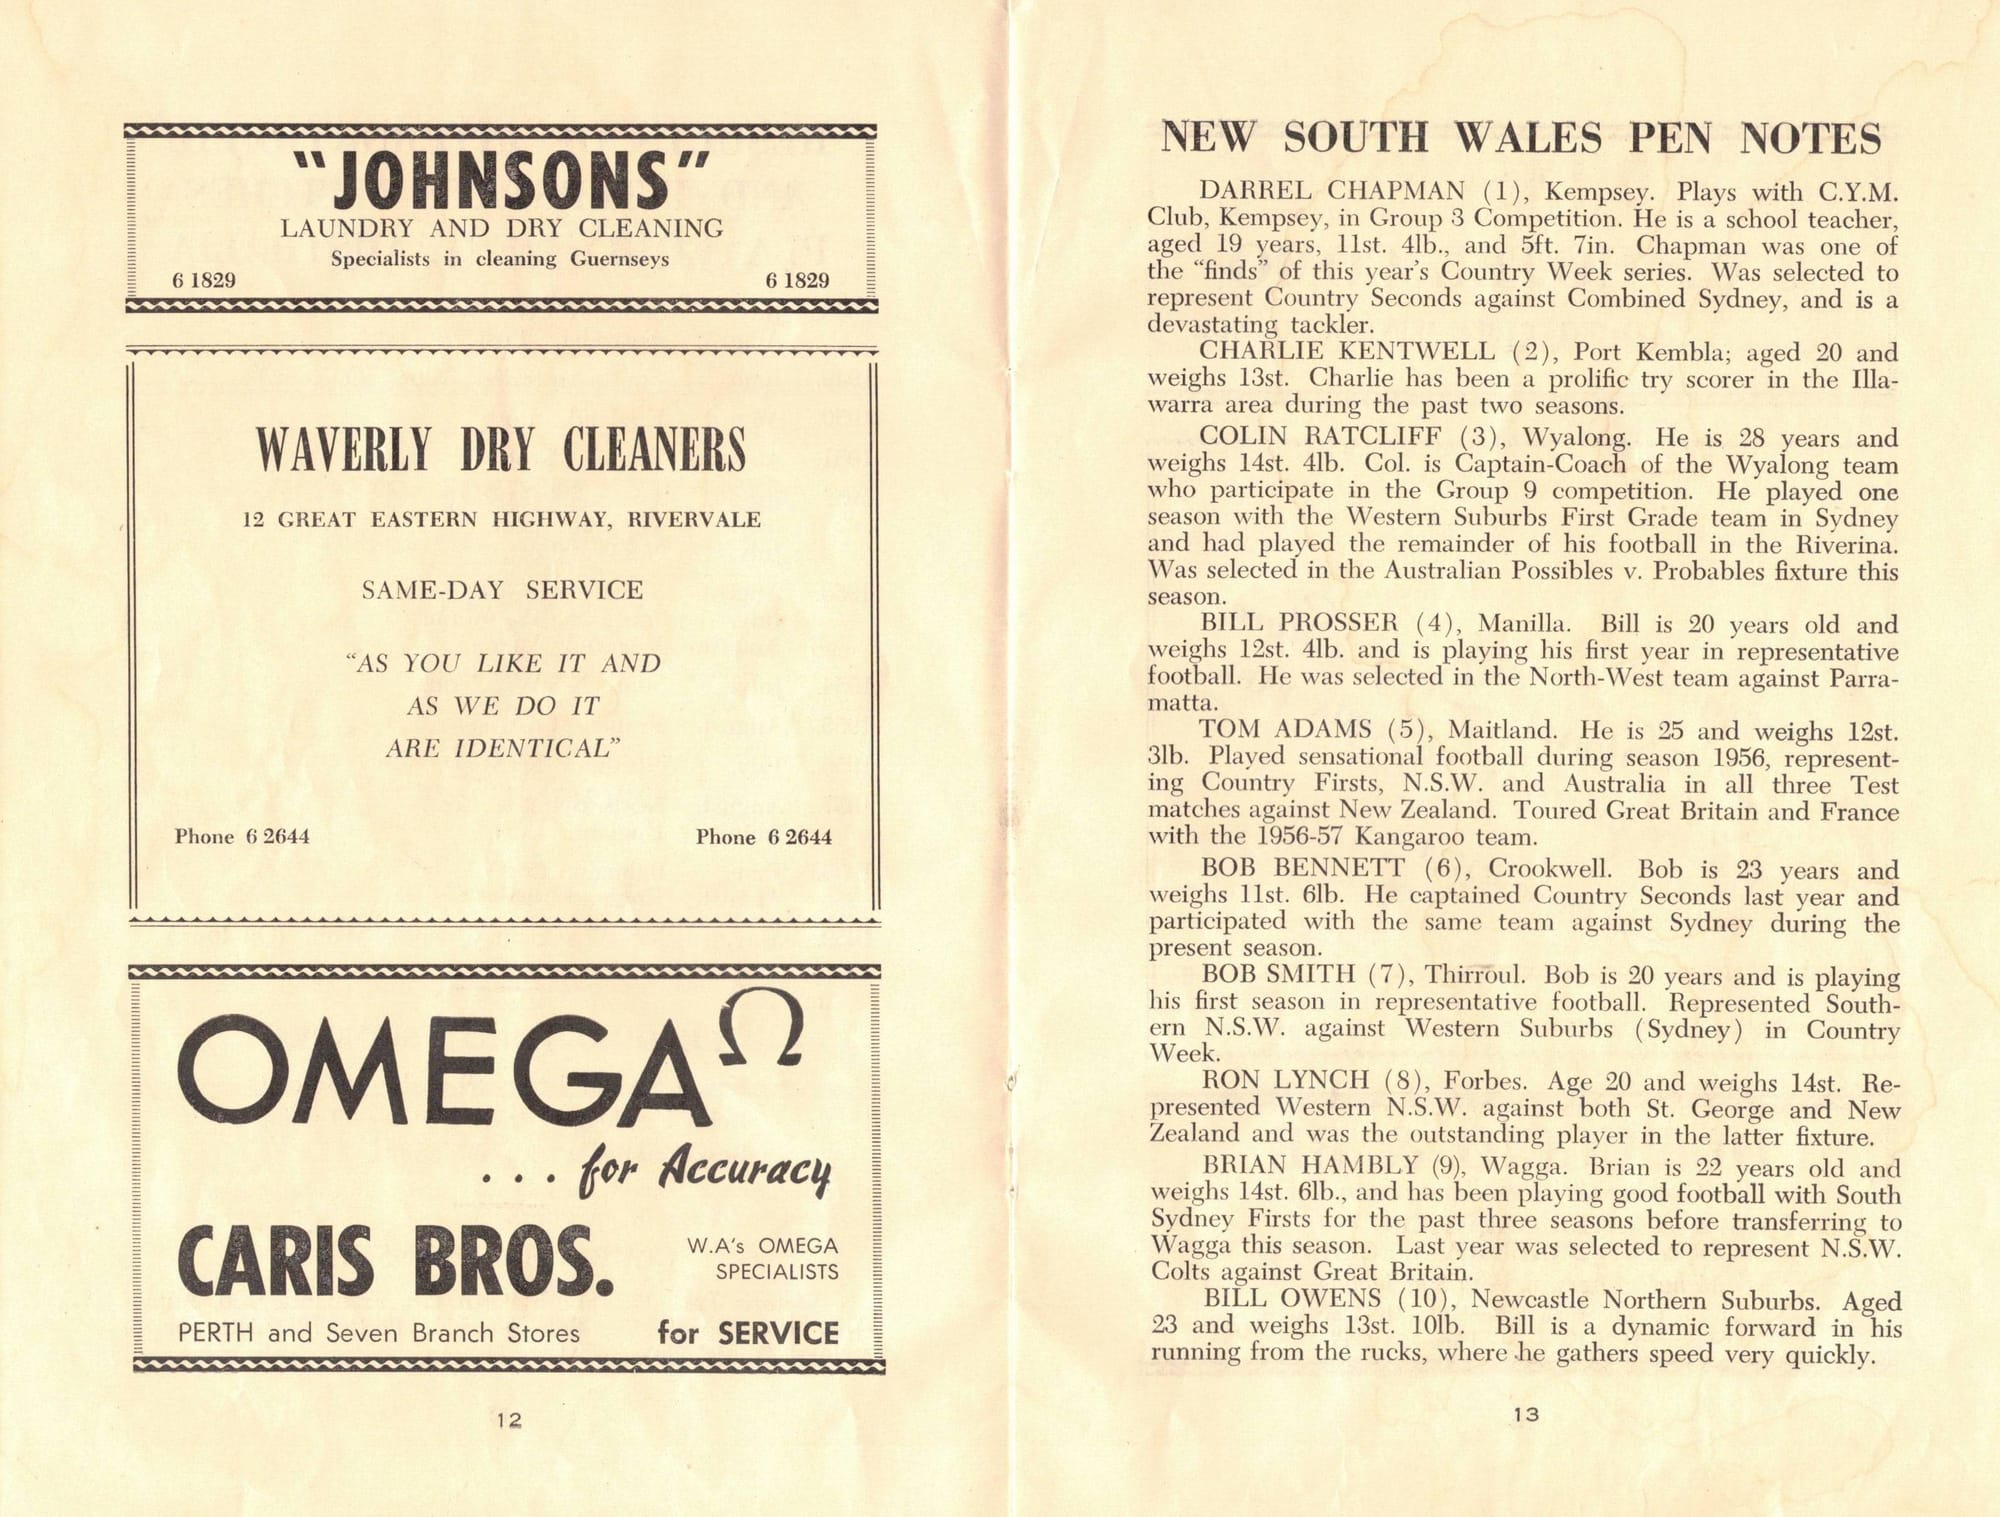 "JOHNSONS"
LAUNDRY AND DRY CLEANING
Specialists in cleaning Guernseys
6 1829 6 1829
WAVERLY DRY CLEANERS
12 GREAT EASTERN HIGHWAY, RIVERVALE
SAME-DAY SERVICE
"AS YOU LIKE IT AND
AS WE DO IT
ARE IDENTICAL"
Phone 6 2644 Phone 6 2644
OMEGA Ω
. . . for Accuracy
CARIS BROS.
W.A's OMEGA
SPECIALISTS
PERTH and Seven Branch Stores for SERVICE
12
NEW SOUTH WALES PEN NOTES
DARREL CHAPMAN (1), Kempsey. Plays with C.Y.M.
Club, Kempsey, in Group 3 Competition. He is a school teacher,
aged 19 years, 11st. 4lb., and 5ft. 7in. Chapman was one of
the "finds" of this year's Country Week series. Was selected to
represent Country Seconds against Combined Sydney, and is a
devastating tackler.
CHARLIE KENTWELL (2), Port Kembla; aged 20 and
weighs 13st. Charlie has been a prolific try scorer in the Illa-
warra area during the past two seasons.
COLIN RATCLIFF (3), Wyalong. He is 28 years and
weighs 14st. 4lb. Col. is Captain-Coach of the Wyalong team
who participate in the Group 9 competition. He played one
season with the Western Suburbs First Grade team in Sydney
and had played the remainder of his football in the Riverina.
Was selected in the Australian Possibles v. Probables fixture this
season.
BILL PROSSER (4), Manilla. Bill is 20 years old and
weighs 12st. 4lb. and is playing his first year in representative
football. He was selected in the North-West team against Parra-
matta.
TOM ADAMS (5), Maitland. He is 25 and weighs 12st.
3lb. Played sensational football during season 1956, represent-
ing Country Firsts, N.S.W. and Australia in all three Test
matches against New Zealand. Toured Great Britain and France
with the 1956-57 Kangaroo team.
BOB BENNETT (6), Crookwell. Bob is 23 years and
weighs 11st. 6lb. He captained Country Seconds last year and
participated with the same team against Sydney during the
present season.
BOB SMITH (7), Thirroul. Bob is 20 years and is playing
his first season in representative football. Represented South-
ern N.S.W. against Western Suburbs (Sydney) in Country
Week.
RON LYNCH (8), Forbes. Age 20 and weighs 14st. Re-
presented Western N.S.W. against both St. George and New
Zealand and was the outstanding player in the latter fixture.
BRIAN HAMBLY (9), Wagga. Brian is 22 years old and
weighs 14st. 6lb., and has been playing good football with South
Sydney Firsts for the past three seasons before transferring to
Wagga this season. Last year was selected to represent N.S.W.
Colts against Great Britain.
BILL OWENS (10), Newcastle Northern Suburbs. Aged
23 and weighs 13st. 10lb. Bill is a dynamic forward in his
running from the rucks, where he gathers speed very quickly.
13